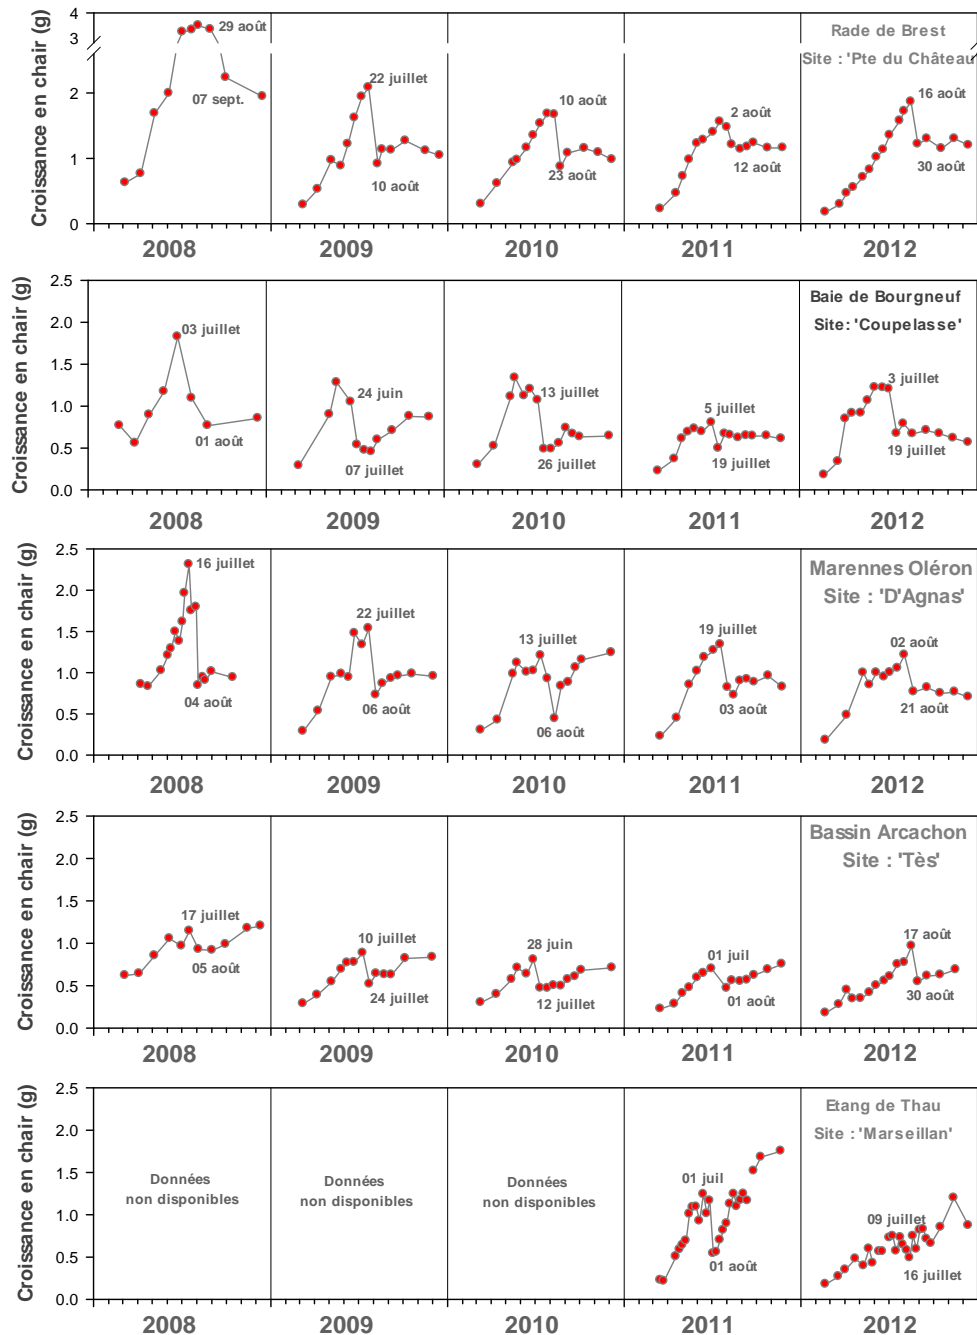 Croissance en chair (g)
4
3
2
1
0
29 août
07 sept.
22 juillet
10 août
10 août
23 août
2 août
12 août
Rade de Brest
Site : 'Pte du Château
16 août
30 août
2008
2009
2010
2011
2012
Croissance en chair (g)
2.5
2.0
1.5
1.0
0.5
0.0
03 juillet
01 août
24 juin
07 juillet
13 juillet
26 juillet
5 juillet
19 juillet
Baie de Bourgneuf
Site: 'Coupelasse'
3 juillet
19 juillet
2008
2009
2010
2011
2012
Croissance en chair (g)
2.5
2.0
1.5
1.0
0.5
0.0
16 juillet
04 août
22 juillet
06 août
13 juillet
06 août
19 juillet
03 août
Marennes Oléron
Site : 'D'Agnas'
02 août
21 août
2008
2009
2010
2011
2012
Croissance en chair (g)
2.5
2.0
1.5
1.0
0.5
0.0
17 juillet
05 août
10 juillet
24 juillet
28 juin
12 juillet
01 juil
01 août
Bassin Arcachon
Site : 'Tès'
17 août
30 août
2008
2009
2010
2011
2012
Croissance en chair (g)
2.5
2.0
1.5
1.0
0.5
0.0
Données
non disponibles
Données
non disponibles
Données
non disponibles
01 juil
01 août
Etang de Thau
Site : 'Marseillan'
09 juillet
16 juillet
2008
2009
2010
2011
2012